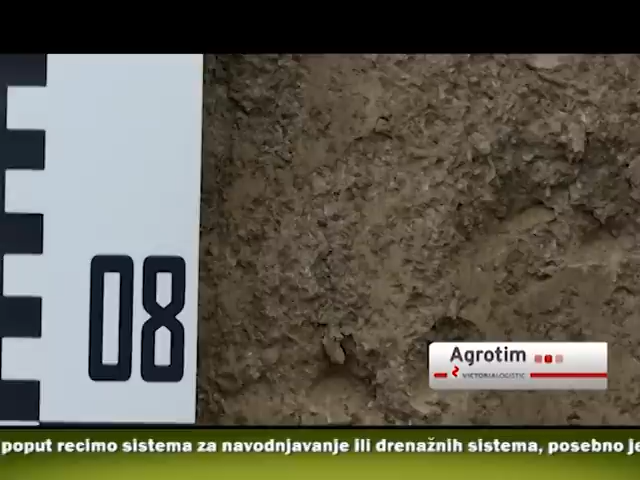 08
Agrotim
VICTORIALOGISTIC
poput recimo sistema za navodnjavanje ili drenažnih sistema, posebno je